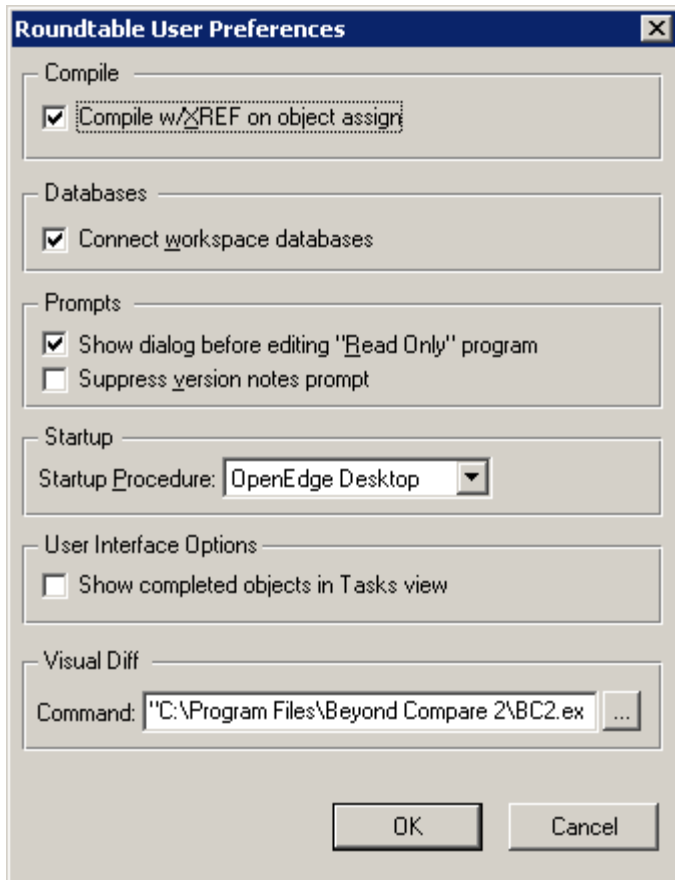 Roundtable User Preferences
Compile
Compile w/XREF on object assign
Databases
Connect workspace databases
Prompts
Show dialog before editing "Read Only" program
Suppress version notes prompt
Startup
Startup Procedure: OpenEdge Desktop
User Interface Options
Show completed objects in Tasks view
Visual Diff
Command: "C:\Program Files\Beyond Compare 2\BC2.ex ...
OK Cancel